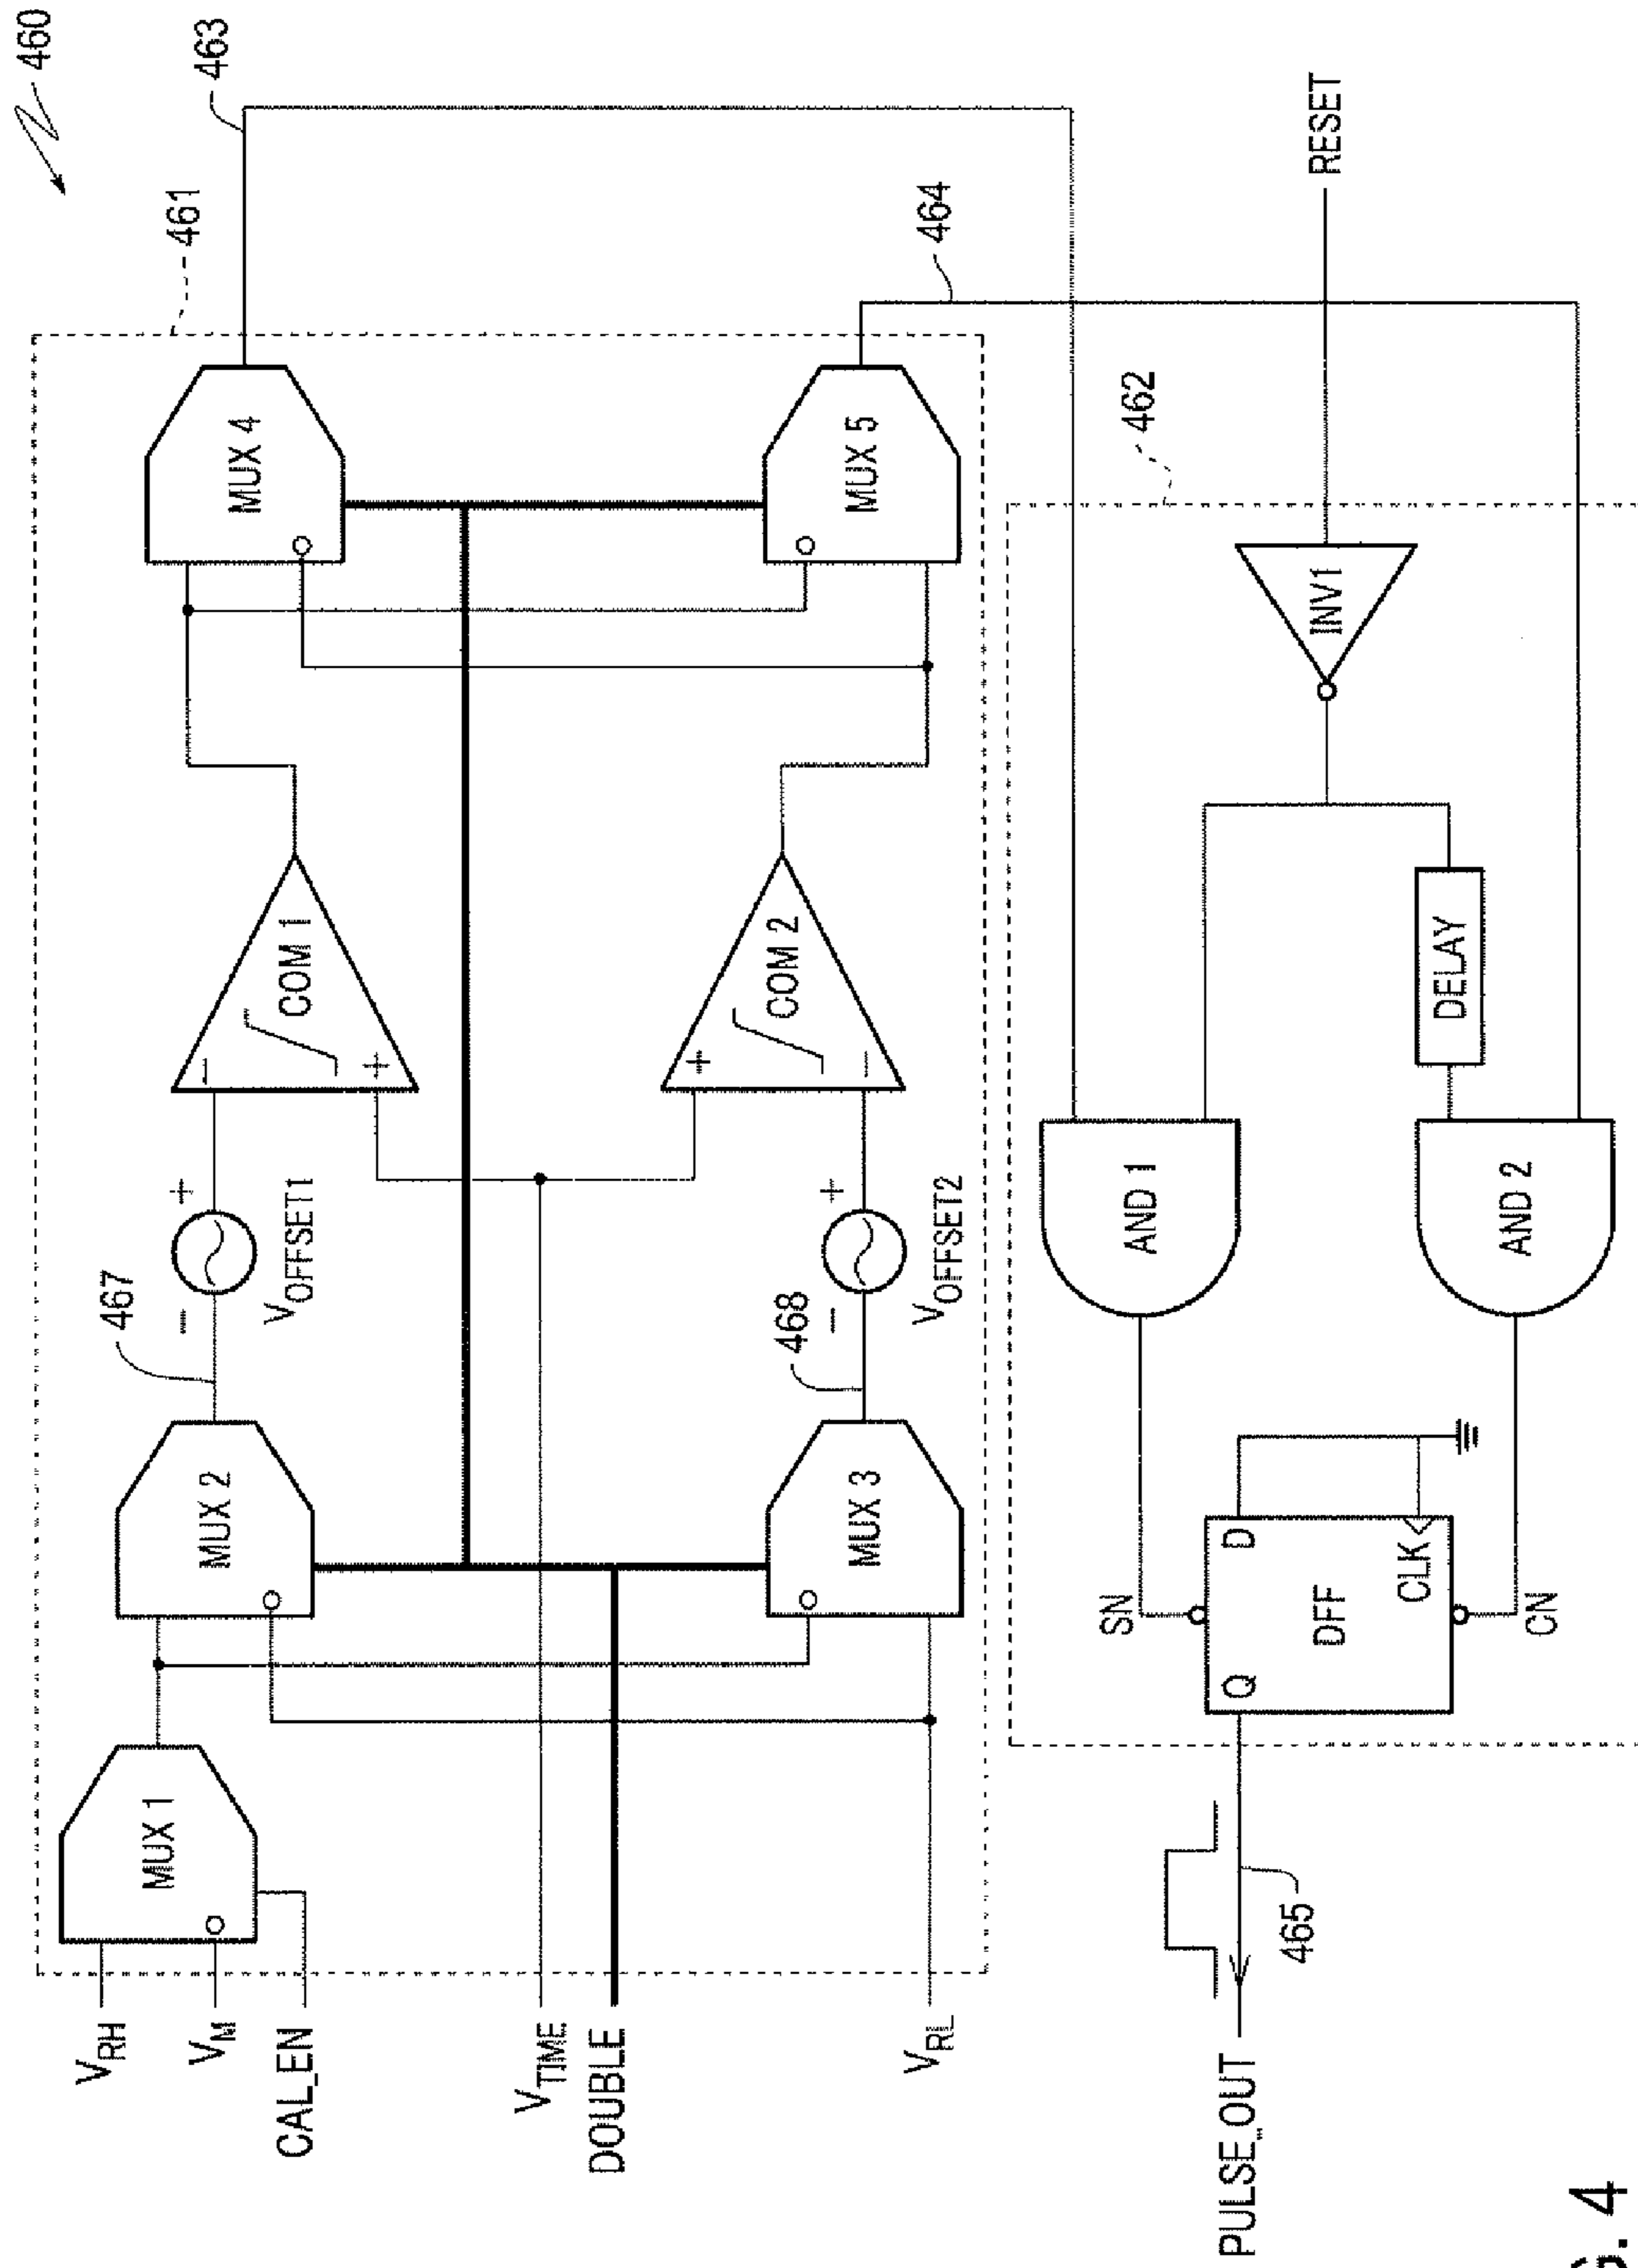 460
461
463
V_RH
V_M
CAL_EN
MUX 1
MUX 2
467
−
+
V_OFFSET1
−
+
COM 1
MUX 4
V_TIME
DOUBLE
V_RL
MUX 3
468
−
+
V_OFFSET2
+
−
COM 2
MUX 5
464
462
PULSE_OUT
465
SN
Q
D
DFF
CLK
CN
AND 1
AND 2
DELAY
INV1
RESET
4